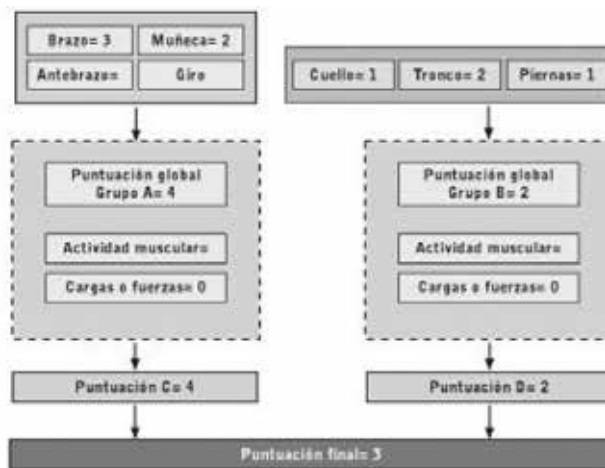 Brazo= 3
Muñeca= 2
Antebrazo=
Giro
Cuello= 1
Tronco= 2
Piernas= 1
Puntuación global
Grupo A= 4
Actividad muscular=
Cargas o fuerzas= 0
Puntuación global
Grupo B= 2
Actividad muscular=
Cargas o fuerzas= 0
Puntuación C= 4
Puntuación D= 2
Puntuación final= 3